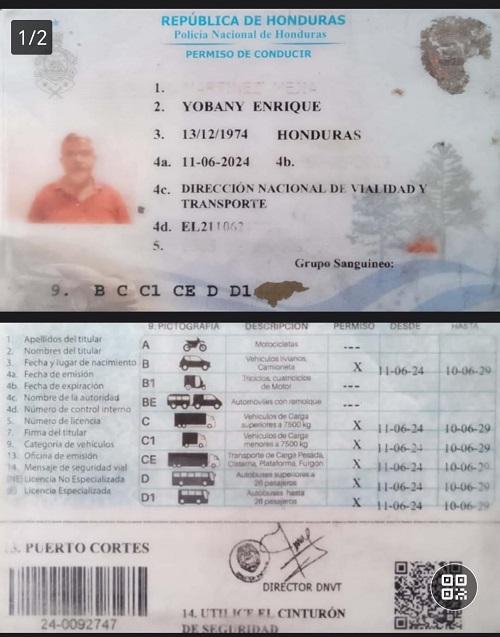 1/2
REPÚBLICA DE HONDURAS
Policía Nacional de Honduras
PERMISO DE CONDUCIR
1.
2. YOBANY ENRIQUE
3. 13/12/1974 HONDURAS
4a. 11-06-2024 4b.
4c. DIRECCIÓN NACIONAL DE VIALIDAD Y
TRANSPORTE
4d. EL211062
5.
Grupo Sanguineo:
9. B C C1 CE D D1
9. PICTOGRAFIA DESCRIPCION PERMISO DESDE HASTA
1. Apellidos del titular
2. Nombres del titular
3. Fecha y lugar de nacimiento
4a. Fecha de emisión
4b. Fecha de expiración
4c. Nombre de la autoridad
4d. Número de control interno
5. Número de licencia
7. Firma del titular
9. Categoría de vehículos
13. Oficina de emisión
14. Mensaje de seguridad vial
Licencia No Especializada
Licencia Especializada
A Motocicletas ---
B Vehículos livianos, Camioneta X 11-06-24 10-06-29
B1 Triciclos, cuatriciclos de Motor ---
BE Automóviles con remolque ---
C Vehículos de Carga superiores a 7500 kg X 11-06-24 10-06-29
C1 Vehículos de Carga menores a 7500 kg X 11-06-24 10-06-29
CE Transporte de Carga Pesada, Cisterna, Plataforma, Furgón X 11-06-24 10-06-29
D Autobuses superiores a 26 pasajeros X 11-06-24 10-06-29
D1 Autobuses hasta 26 pasajeros X 11-06-24 10-06-29
13. PUERTO CORTES
DIRECTOR DNVT
24-0092747
14. UTILICE EL CINTURÓN
DE SEGURIDAD